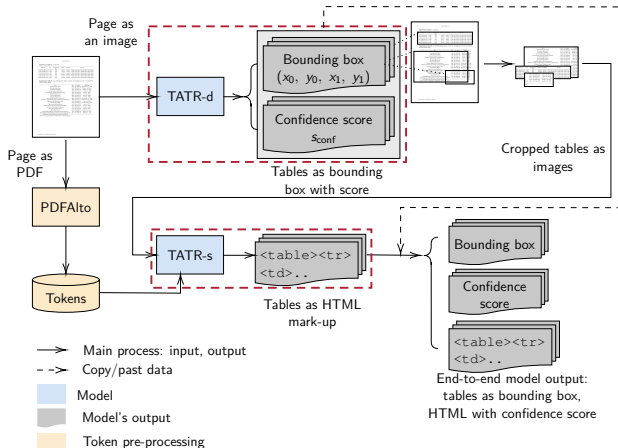 Page as
an image
Bounding box
(x0, y0, x1, y1)
TATR-d
Confidence score
sconf
Tables as bounding
box with score
Cropped tables as
images
Page as
PDF
PDFAlto
Tokens
TATR-s
<table><tr>
<td>..
Tables as HTML
mark-up
Bounding box
Confidence
score
<table><tr>
<td>..
End-to-end model output:
tables as bounding box,
HTML with confidence score
Main process: input, output
Copy/past data
Model
Model's output
Token pre-processing